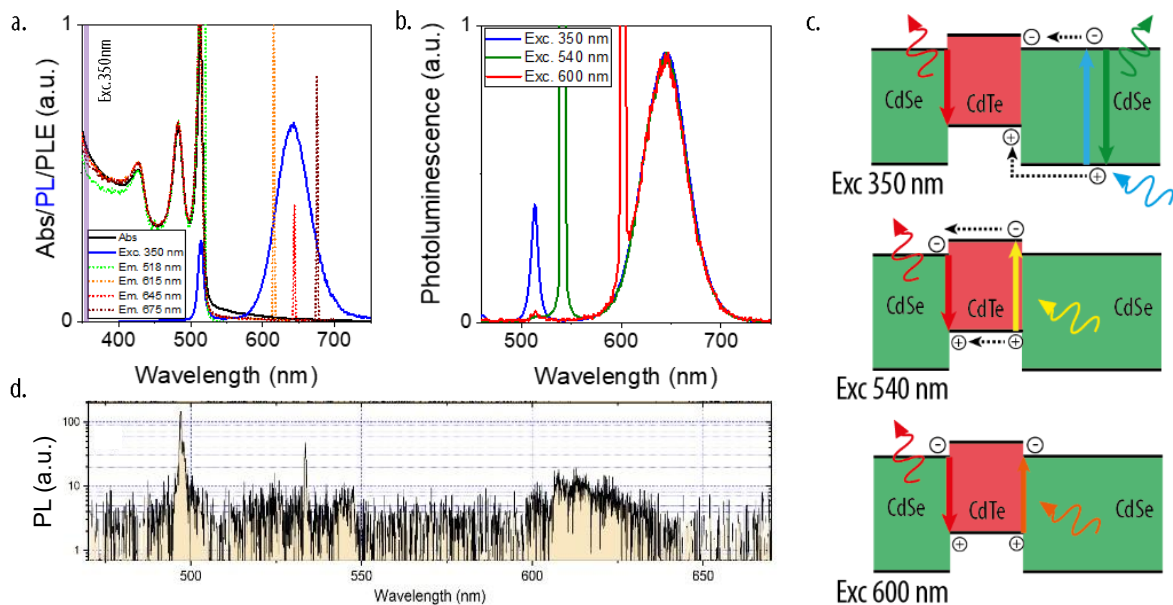 a.
Abs/PL/PLE (a.u.)
1
0
Exc.350nm
Abs
Exc. 350 nm
Em. 518 nm
Em. 615 nm
Em. 645 nm
Em. 675 nm
400 500 600 700
Wavelength (nm)
b.
Photoluminescence (a.u.)
1
0
Exc. 350 nm
Exc. 540 nm
Exc. 600 nm
500 600 700
Wavelength (nm)
c.
CdSe CdTe CdSe
Exc 350 nm
CdSe CdTe CdSe
Exc 540 nm
CdSe CdTe CdSe
Exc 600 nm
d.
PL (a.u.)
100
10
1
500 550 600 650
Wavelength (nm)